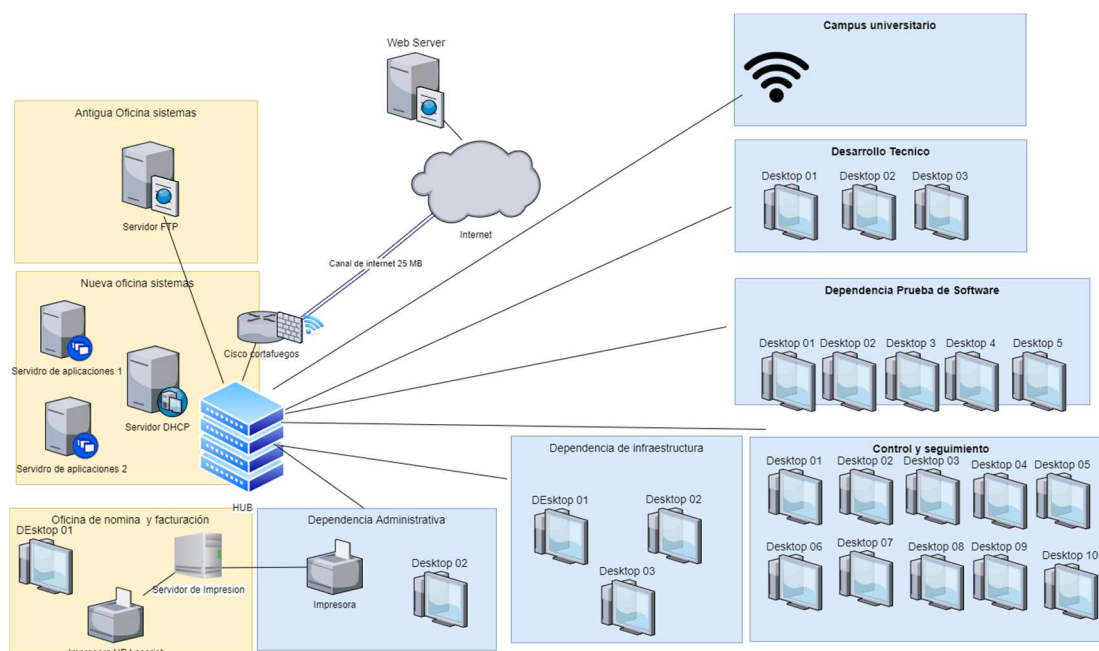 Campus universitario
Web Server
Antigua Oficina sistemas
Servidor FTP
Internet
Canal de internet 25 MB
Desarrollo Tecnico
Desktop 01
Desktop 02
Desktop 03
Nueva oficina sistemas
Servidro de aplicaciones 1
Servidor DHCP
Servidro de aplicaciones 2
Cisco cortafuegos
HUB
Dependencia Prueba de Software
Desktop 01
Desktop 02
Desktop 3
Desktop 4
Desktop 5
Oficina de nomina y facturación
DEsktop 01
Servidor de Impresion
Dependencia Administrativa
Impresora
Desktop 02
Dependencia de infraestructura
DEsktop 01
Desktop 02
Desktop 03
Control y seguimiento
Desktop 01
Desktop 02
Desktop 03
Desktop 04
Desktop 05
Desktop 06
Desktop 07
Desktop 08
Desktop 09
Desktop 10